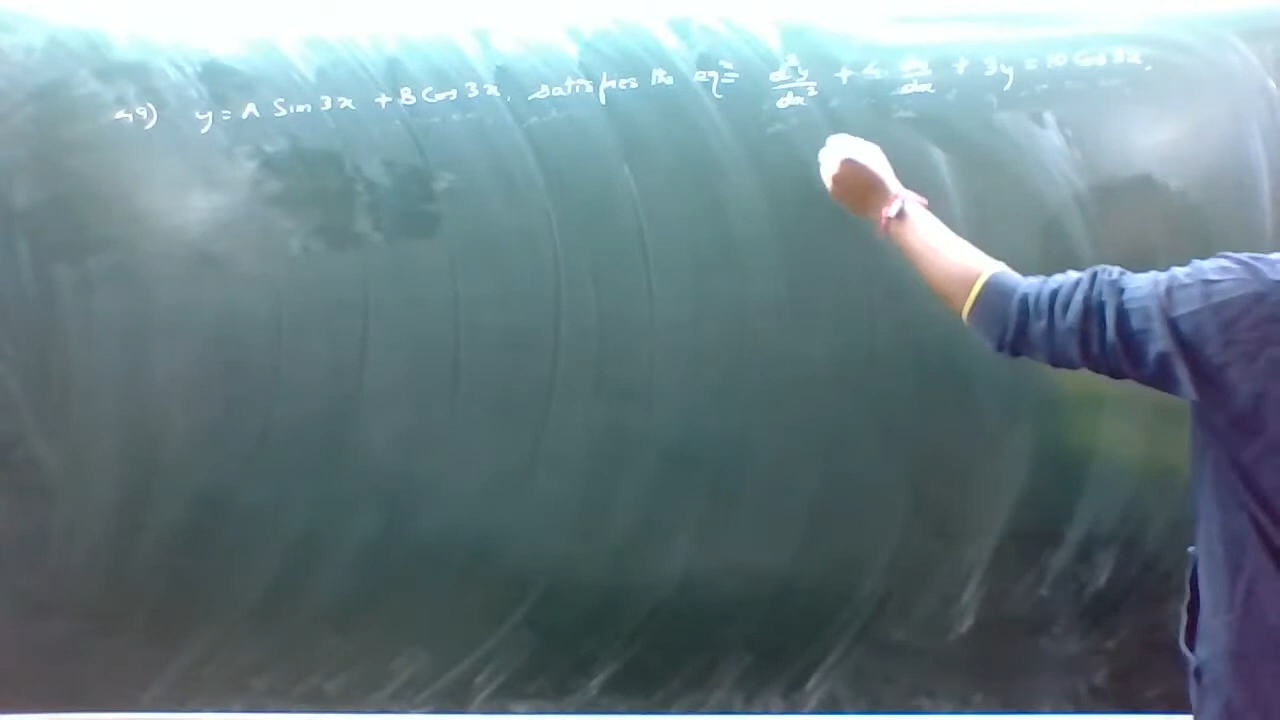 49) y = A Sin 3x + B Cos 3x, satisfies the eqⁿ d²y/dx² + 4 dy/dx + 3y = 10 Cos 3x,